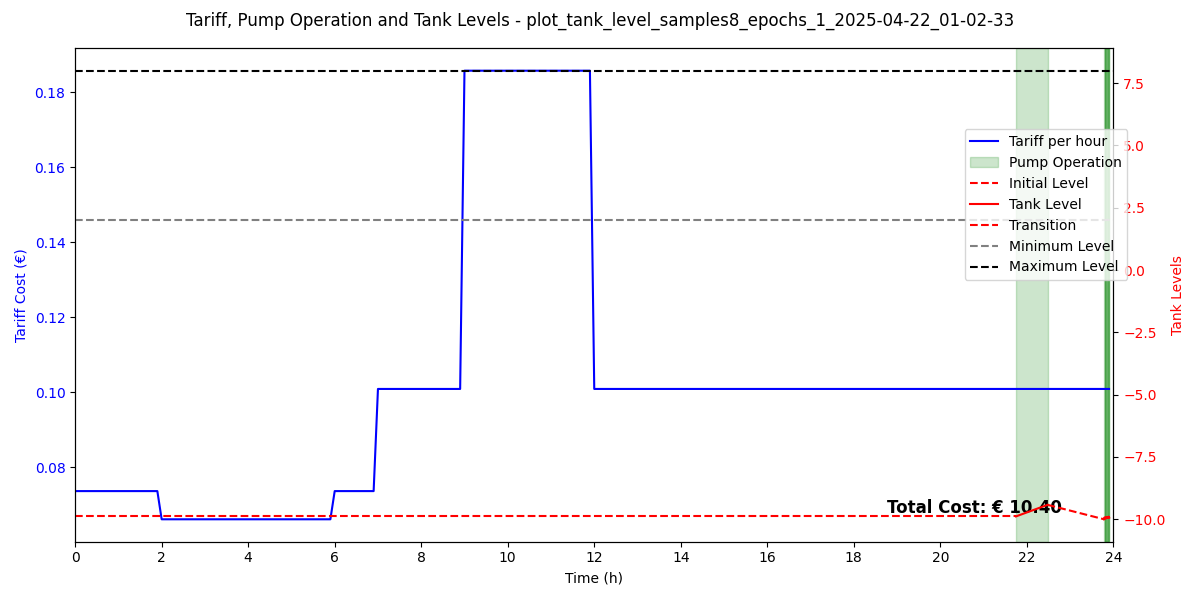 Tariff, Pump Operation and Tank Levels - plot_tank_level_samples8_epochs_1_2025-04-22_01-02-33
Tariff Cost (€)
0.18
0.16
0.14
0.12
0.10
0.08
Tariff per hour
Pump Operation
Initial Level
Tank Level
Transition
Minimum Level
Maximum Level
7.5
5.0
2.5
0.0
−2.5
−5.0
−7.5
−10.0
Tank Levels
Total Cost: € 10.40
0 2 4 6 8 10 12 14 16 18 20 22 24
Time (h)